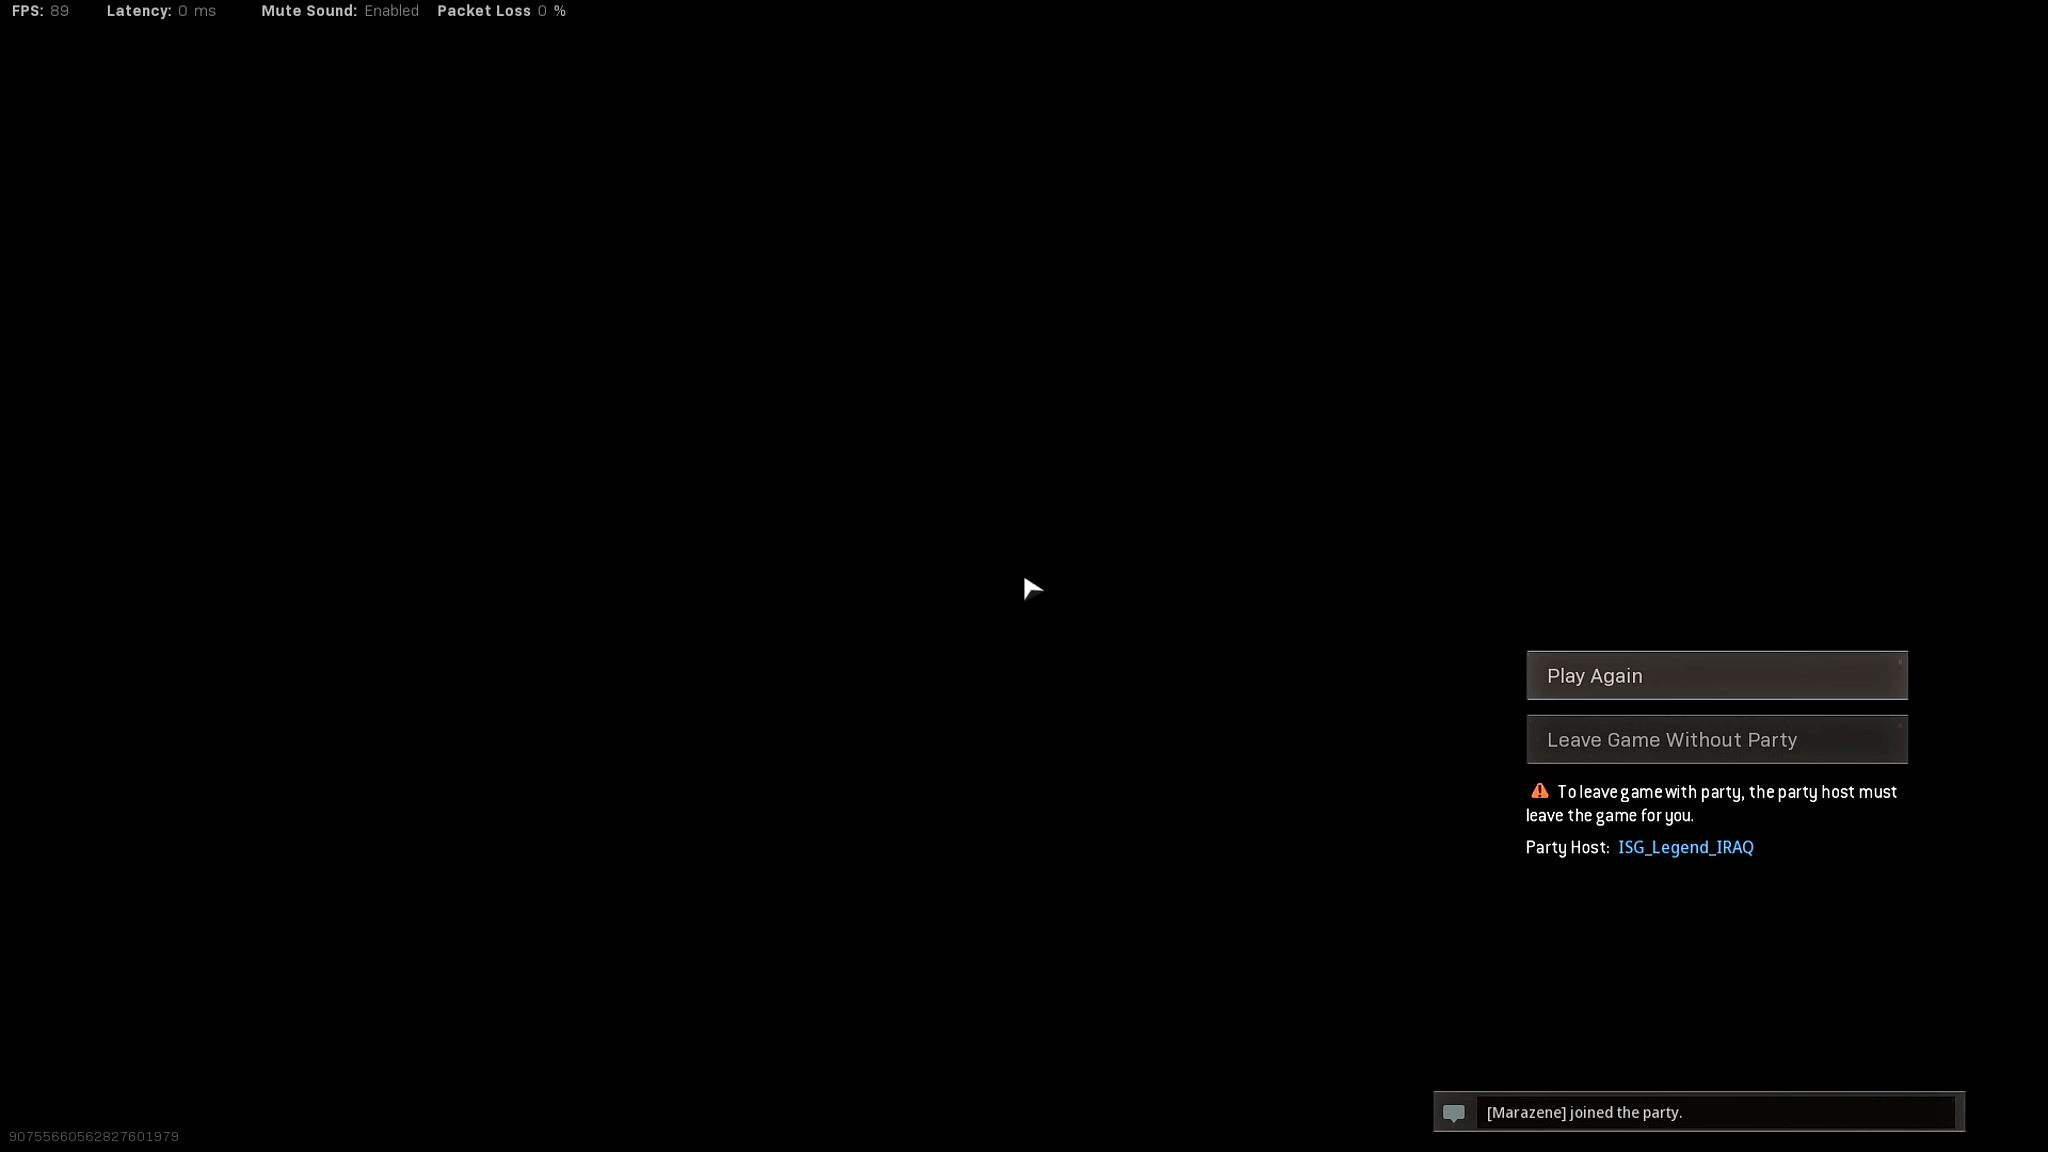 FPS: 89 Latency: 0 ms Mute Sound: Enabled Packet Loss 0 %
Play Again
Leave Game Without Party
To leave game with party, the party host must
leave the game for you.
Party Host: ISG_Legend_IRAQ
[Marazene] joined the party.
90755660562827601979